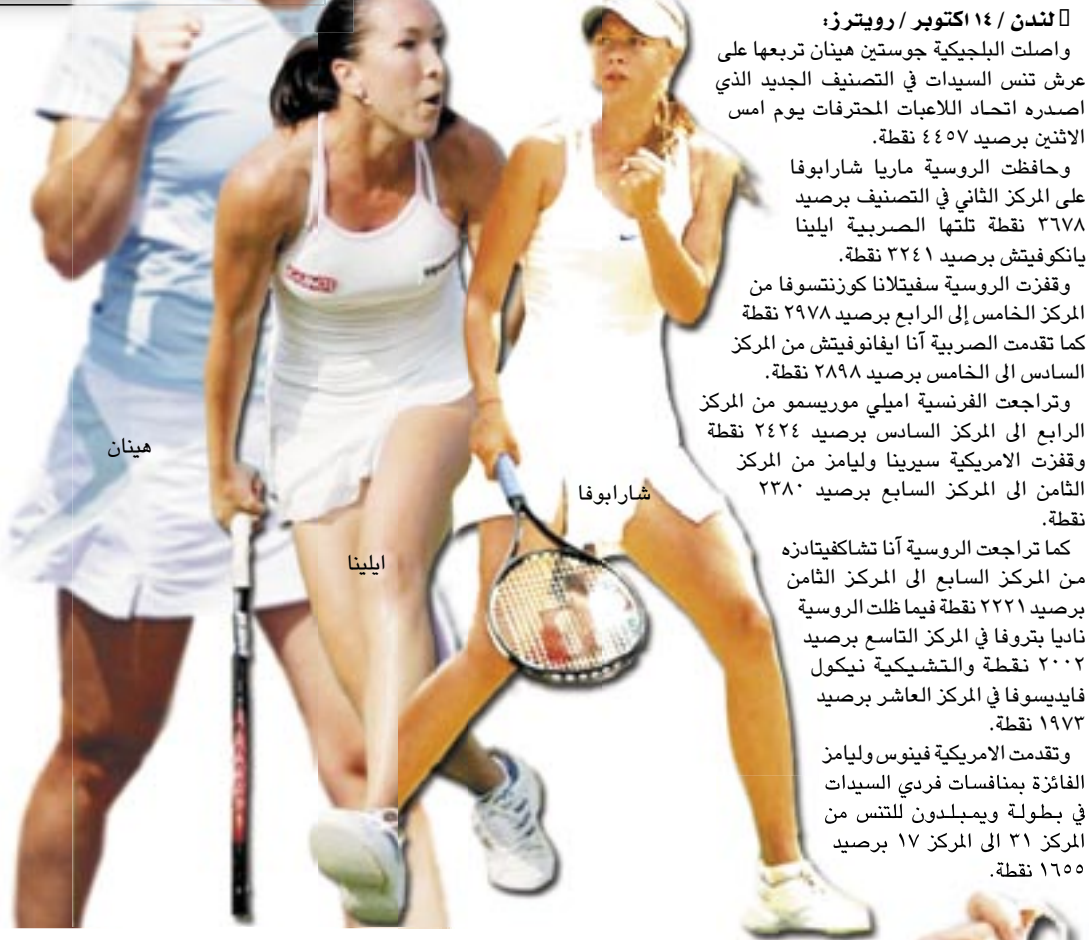 لندن / ١٤ اكتوبر / رويترز:
واصلت البلجيكية جوستين هينان تربعها على
عرش تنس السيدات في التصنيف الجديد الذي
اصدره اتحاد اللاعبات المحترفات يوم امس
الاثنين برصيد ٤٤٥٧ نقطة.
وحافظت الروسية ماريا شارابوفا
على المركز الثاني في التصنيف برصيد
٣٦٧٨ نقطة تلتها الصربية ايلينا
يانكوفيتش برصيد ٣٢٤١ نقطة.
وقفزت الروسية سفيتلانا كوزنتسوفا من
المركز الخامس إلى الرابع برصيد ٢٩٧٨ نقطة
كما تقدمت الصربية آنا ايفانوفيتش من المركز
السادس الى الخامس برصيد ٢٨٩٨ نقطة.
وتراجعت الفرنسية اميلي موريسمو من المركز
الرابع الى المركز السادس برصيد ٢٤٢٤ نقطة
وقفزت الامريكية سيرينا وليامز من المركز
الثامن الى المركز السابع برصيد ٢٣٨٠
نقطة.
كما تراجعت الروسية آنا تشاكفيتادزه
من المركز السابع الى المركز الثامن
برصيد ٢٢٢١ نقطة فيما ظلت الروسية
ناديا بتروفا في المركز التاسع برصيد
٢٠٠٢ نقطة والتشيكية نيكول
فايديسوفا في المركز العاشر برصيد
١٩٧٣ نقطة.
وتقدمت الامريكية فينوس وليامز
الفائزة بمنافسات فردي السيدات
في بطولة ويمبلدون للتنس من
المركز ٣١ الى المركز ١٧ برصيد
١٦٥٥ نقطة.
هينان
شارابوفا
ايلينا